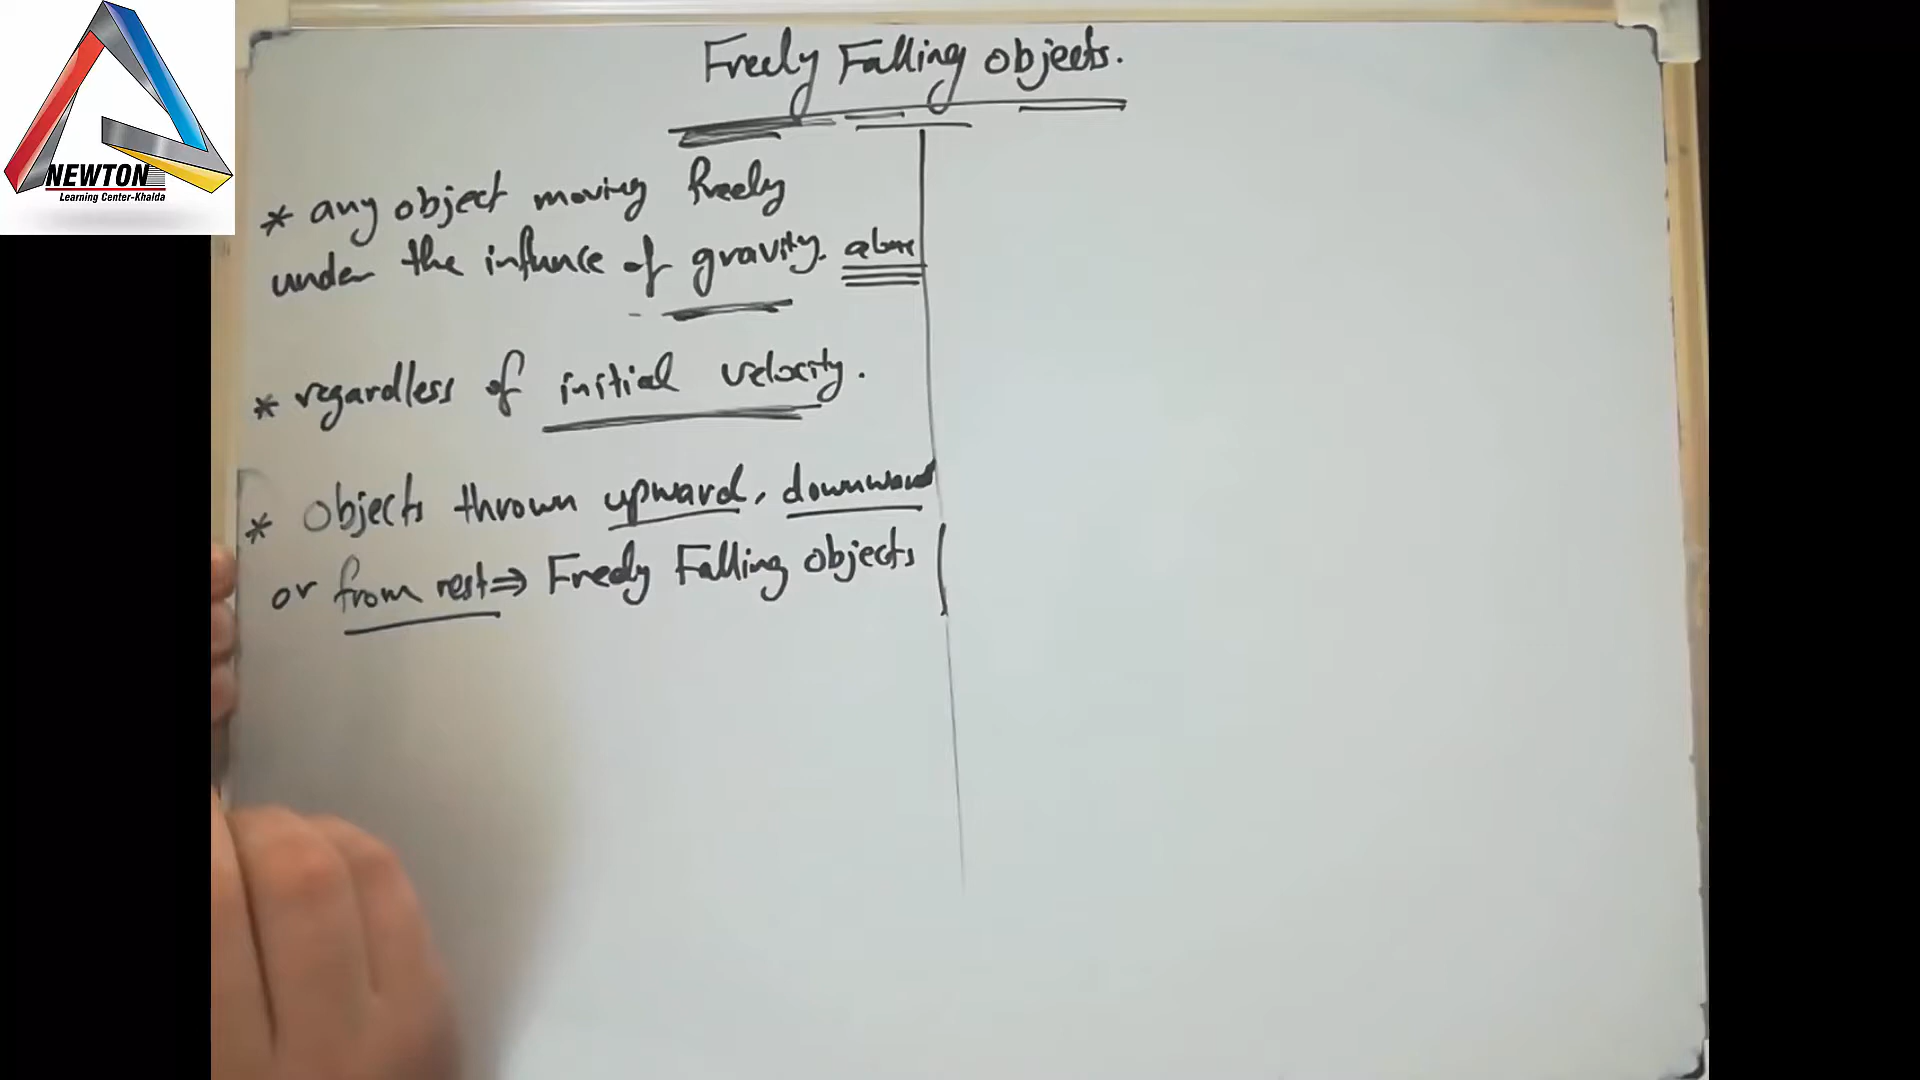 NEWTON
Learning Center-Khalda
Freely Falling objects.
* any object moving freely
under the influnce of gravity. alone
* regardless of initial velocity.
* Objects thrown upward, downward
or from rest ⇒ Freely Falling objects